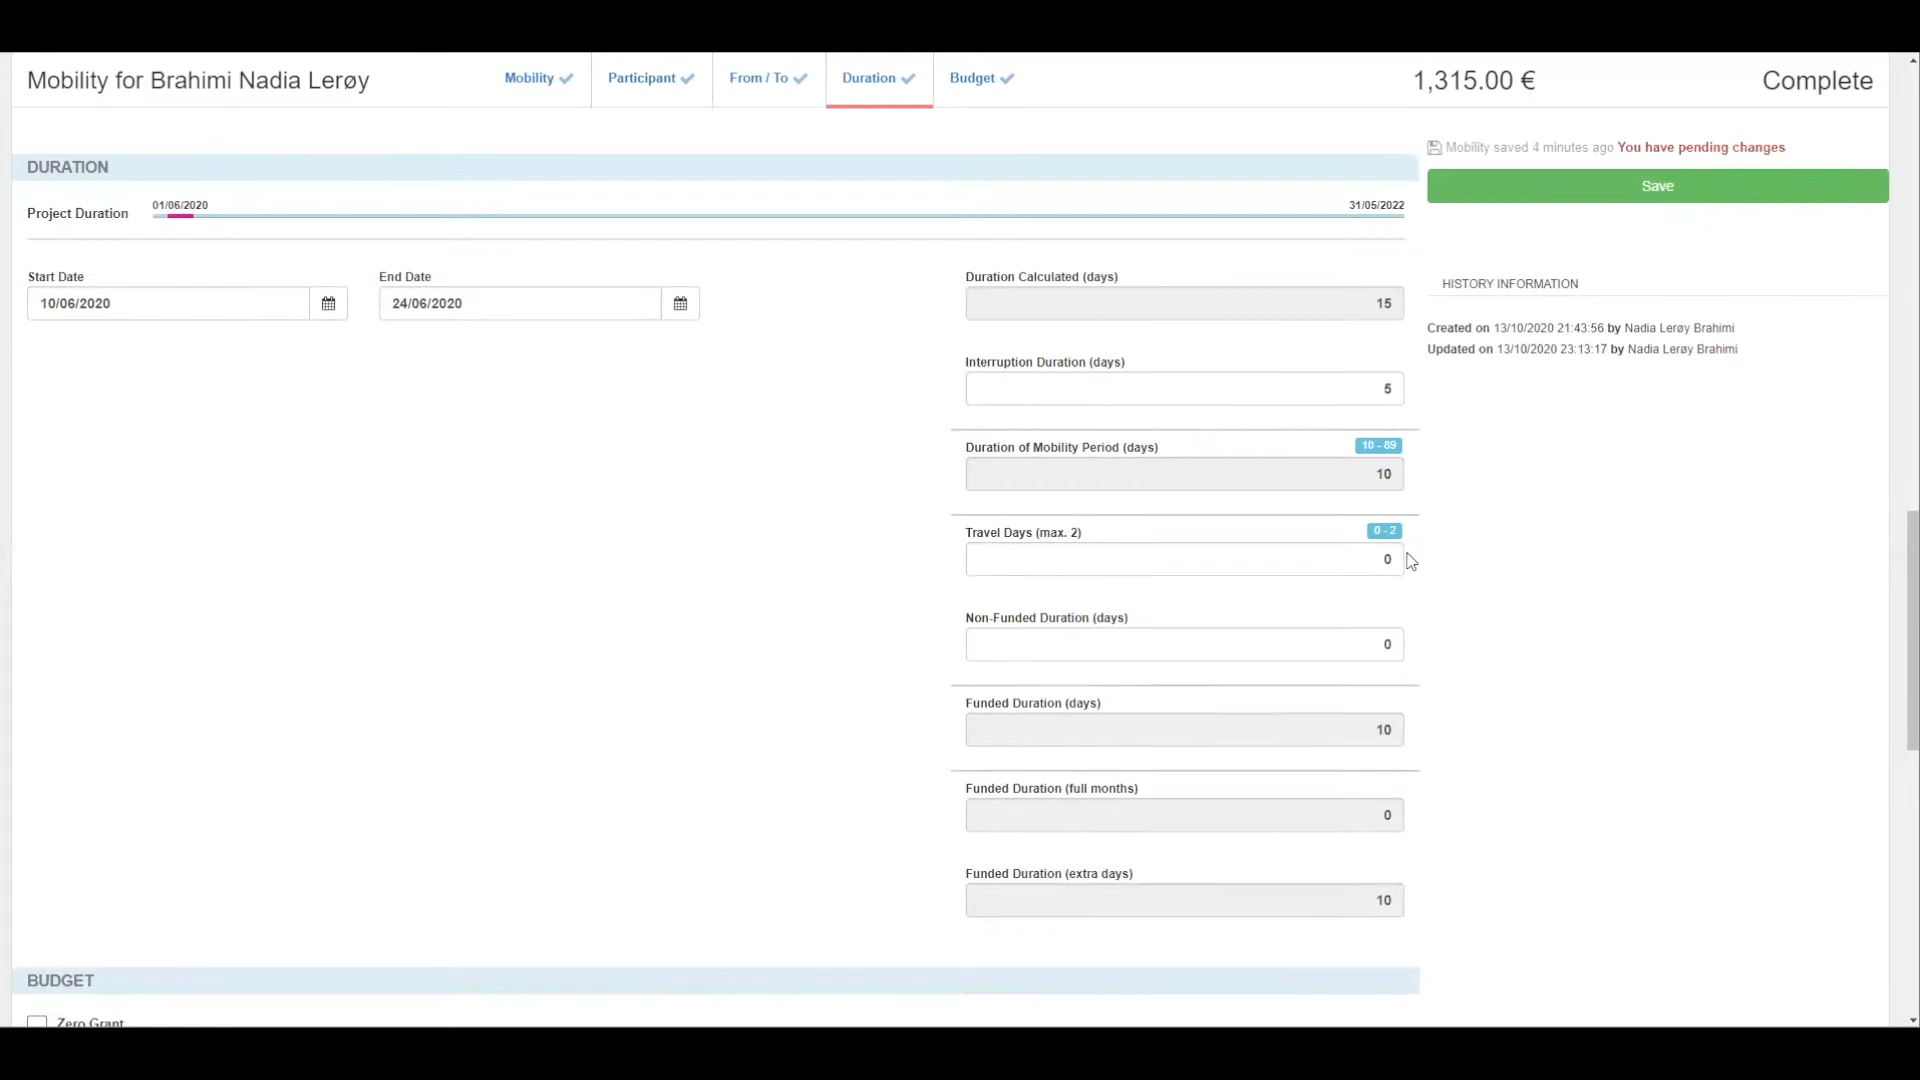 Mobility for Brahimi Nadia Lerøy
Mobility
Participant
From / To
Duration
Budget
1,315.00 €
Complete
Mobility saved 4 minutes ago You have pending changes
Save
DURATION
Project Duration
01/06/2020
31/05/2022
Start Date
10/06/2020
End Date
24/06/2020
Duration Calculated (days)
15
Interruption Duration (days)
5
Duration of Mobility Period (days)
10 - 89
10
Travel Days (max. 2)
0 - 2
0
Non-Funded Duration (days)
0
Funded Duration (days)
10
Funded Duration (full months)
0
Funded Duration (extra days)
10
HISTORY INFORMATION
Created on 13/10/2020 21:43:56 by Nadia Lerøy Brahimi
Updated on 13/10/2020 23:13:17 by Nadia Lerøy Brahimi
BUDGET
Zero Grant